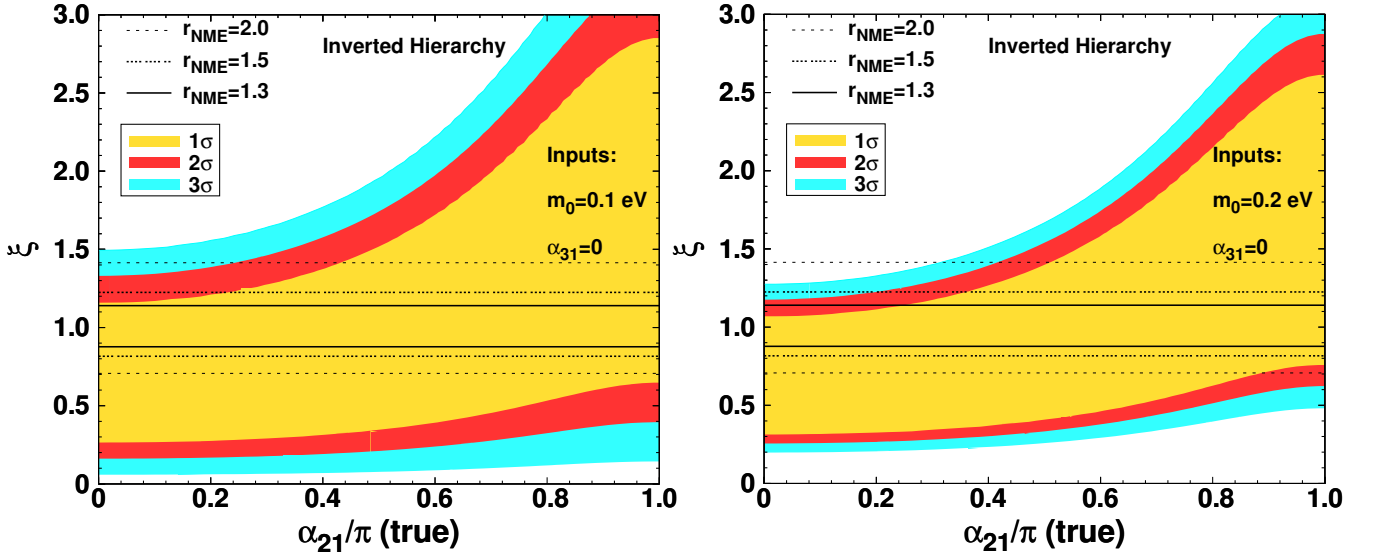 3.0
2.5
2.0
1.5
1.0
0.5
0
ξ
r_NME=2.0
r_NME=1.5
r_NME=1.3
Inverted Hierarchy
1σ
2σ
3σ
Inputs:
m_0=0.1 eV
α_31=0
0 0.2 0.4 0.6 0.8 1.0
α_21/π (true)
3.0
2.5
2.0
1.5
1.0
0.5
0
ξ
r_NME=2.0
r_NME=1.5
r_NME=1.3
Inverted Hierarchy
1σ
2σ
3σ
Inputs:
m_0=0.2 eV
α_31=0
0 0.2 0.4 0.6 0.8 1.0
α_21/π (true)